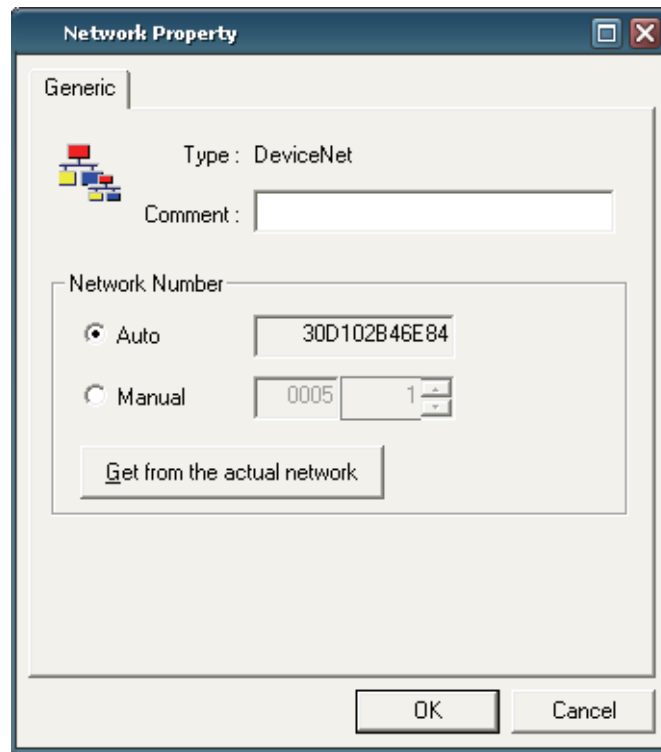 Network Property
Generic
Type : DeviceNet
Comment :
Network Number
Auto 30D102B46E84
Manual 0005 1
Get from the actual network
OK Cancel